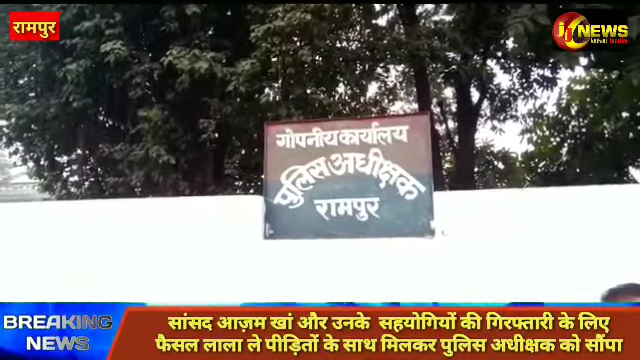 रामपुर
NEWS
गोपनीय कार्यालय
पुलिस अधीक्षक
रामपुर
BREAKING
NEWS
सांसद आज़म खां और उनके सहयोगियों की गिरफ्तारी के लिए
फैसल लाला ले पीड़ितों के साथ मिलकर पुलिस अधीक्षक को सौंपा